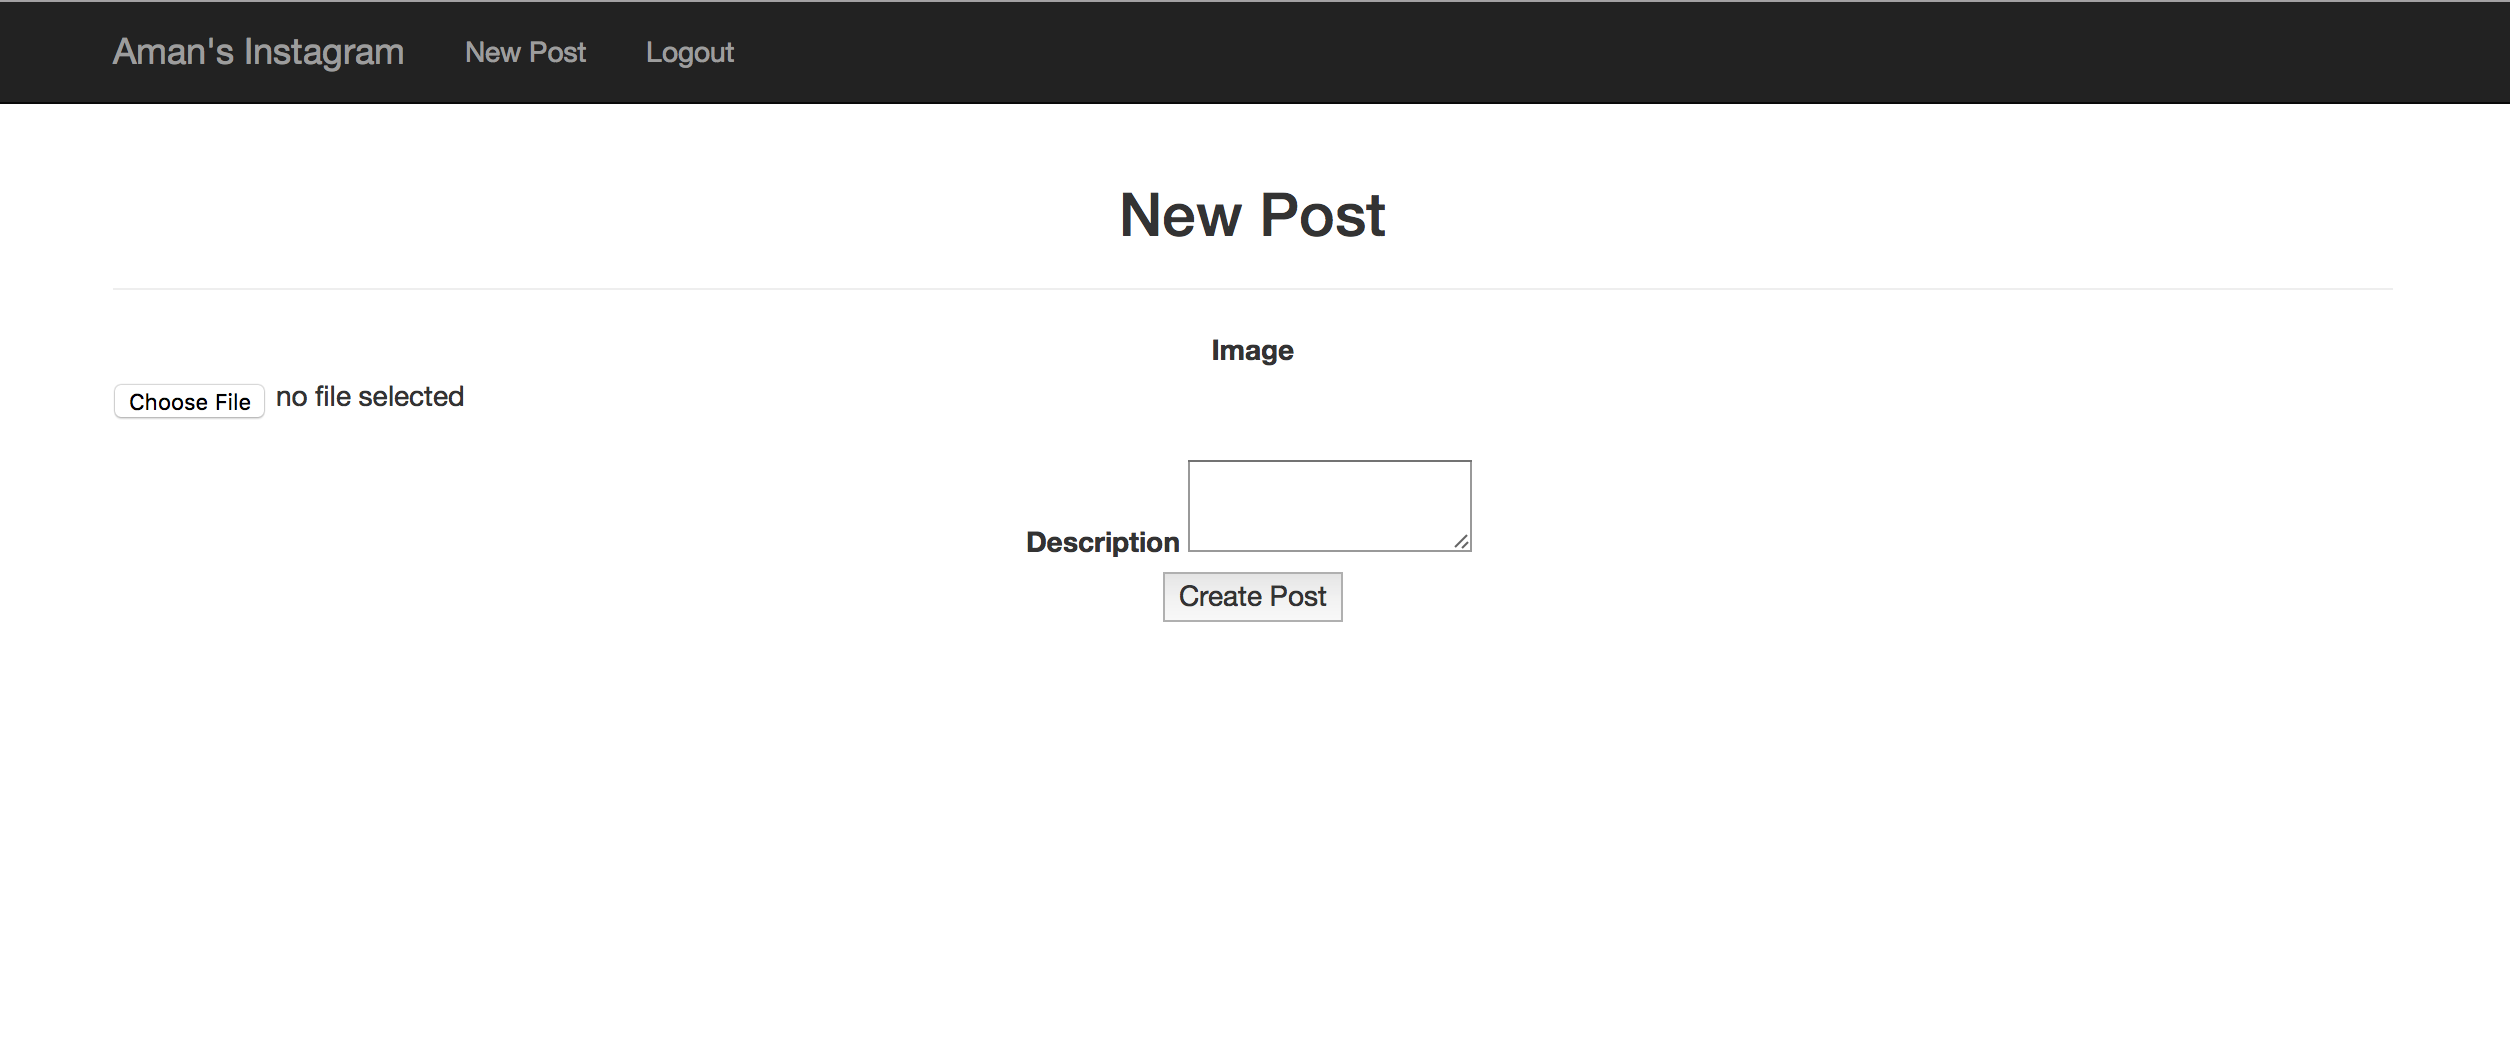 Aman's Instagram New Post Logout
New Post
Image
Choose File no file selected
Description
Create Post